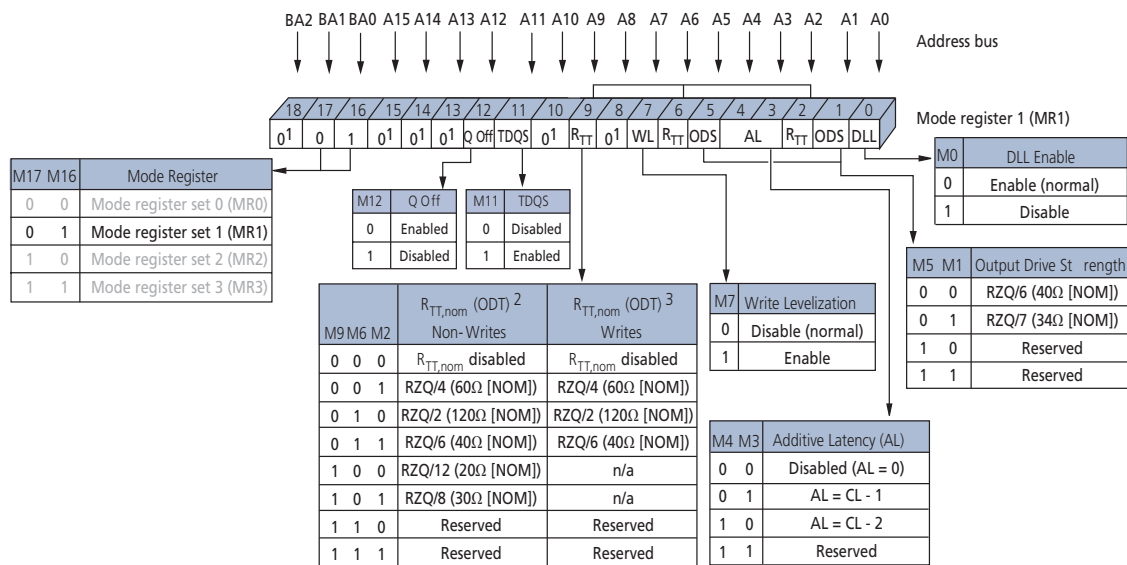 BA2 BA1 BA0 A15 A14 A13 A12 A11 A10 A9 A8 A7 A6 A5 A4 A3 A2 A1 A0
Address bus
18 17 16 15 14 13 12 11 10 9 8 7 6 5 4 3 2 1 0
0¹ 0 1 0¹ 0¹ 0¹ Q Off TDQS 0¹ RTT 0¹ WL RTT ODS AL RTT ODS DLL
Mode register 1 (MR1)
M17 M16 Mode Register
0 0 Mode register set 0 (MR0)
0 1 Mode register set 1 (MR1)
1 0 Mode register set 2 (MR2)
1 1 Mode register set 3 (MR3)
M12 Q Off
0 Enabled
1 Disabled
M11 TDQS
0 Disabled
1 Enabled
M0 DLL Enable
0 Enable (normal)
1 Disable
M5 M1 Output Drive St rength
0 0 RZQ/6 (40Ω [NOM])
0 1 RZQ/7 (34Ω [NOM])
1 0 Reserved
1 1 Reserved
M9 M6 M2 RTT,nom (ODT) 2 Non-Writes RTT,nom (ODT) 3 Writes
0 0 0 RTT,nom disabled RTT,nom disabled
0 0 1 RZQ/4 (60Ω [NOM]) RZQ/4 (60Ω [NOM])
0 1 0 RZQ/2 (120Ω [NOM]) RZQ/2 (120Ω [NOM])
0 1 1 RZQ/6 (40Ω [NOM]) RZQ/6 (40Ω [NOM])
1 0 0 RZQ/12 (20Ω [NOM]) n/a
1 0 1 RZQ/8 (30Ω [NOM]) n/a
1 1 0 Reserved Reserved
1 1 1 Reserved Reserved
M7 Write Levelization
0 Disable (normal)
1 Enable
M4 M3 Additive Latency (AL)
0 0 Disabled (AL = 0)
0 1 AL = CL - 1
1 0 AL = CL - 2
1 1 Reserved